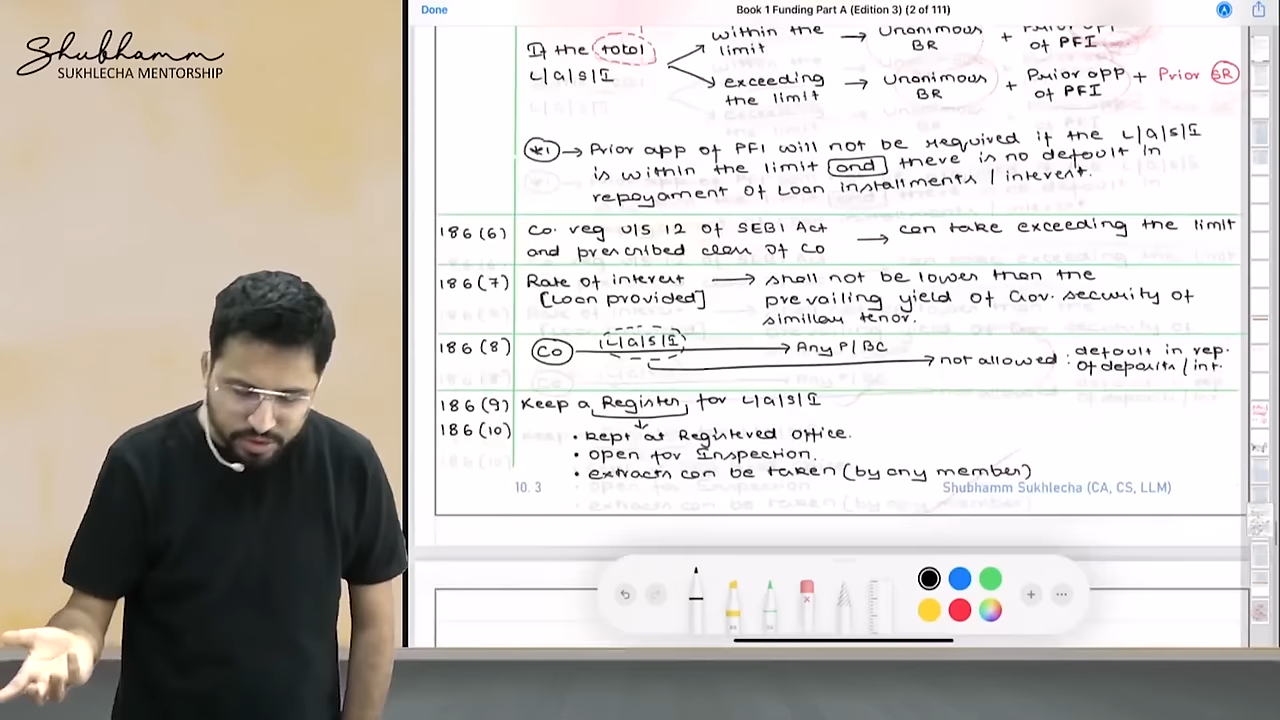 Shubhamm
SUKHLECHA MENTORSHIP
Done
Book 1 Funding Part A (Edition 3) (2 of 111)
If the total L|a|S|I
within the limit → Unanimous BR + Prior app of PFI
exceeding the limit → Unanimous BR + Prior app of PFI + Prior SR
*1 → Prior app of PFI will not be required if the L|a|S|I
is within the limit and there is no default in
repayament of Loan installments / interest.
186(6) Co. reg U/S 12 of SEBI Act → can take exceeding the limit
and prescribed class of Co
186(7) Rate of interest → shall not be lower than the
[Loan provided] prevailing yield of Gov. security of
similar tenor.
186(8) Co L|a|S|I → Any P/BC
→ not allowed : default in rep.
of deposits / int.
186(9) Keep a Register for L|a|S|I
186(10) • kept at Registered office.
• open for Inspection.
• extracts can be taken (by any member)
10. 3 Shubhamm Sukhlecha (CA, CS, LLM)